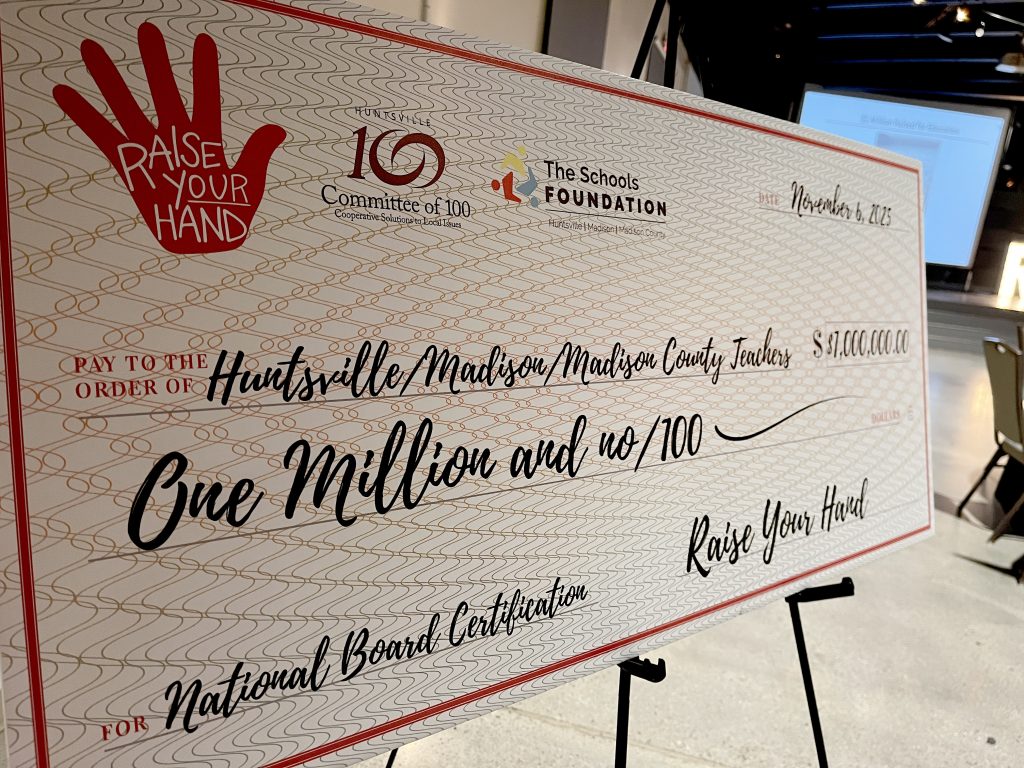 RAISE
YOUR
HAND
HUNTSVILLE
100
Committee of 100
Cooperative Solutions to Local Issues
The Schools
FOUNDATION
Huntsville | Madison | Madison County
DATE November 6, 2025
PAY TO THE
ORDER OF Huntsville/Madison/Madison County Teachers $ $1,000,000.00
One Million and no/100 DOLLARS
Raise Your Hand
FOR National Board Certification